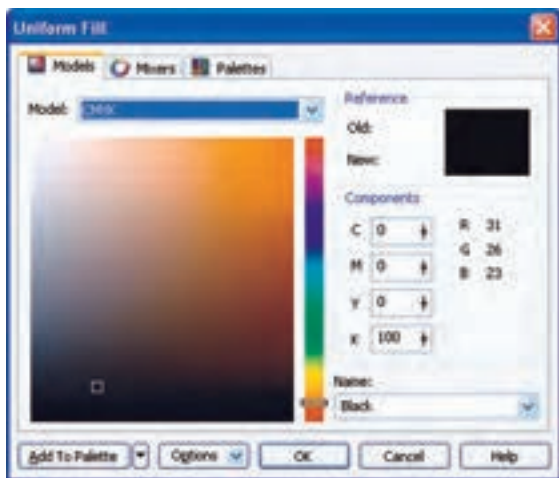 Uniform Fill
Models Mixers Palettes
Model: CMYK
Reference
Old:
New:
Components
C 0 R 31
M 0 G 26
Y 0 B 23
K 100
Name:
Black
Add To Palette Options OK Cancel Help